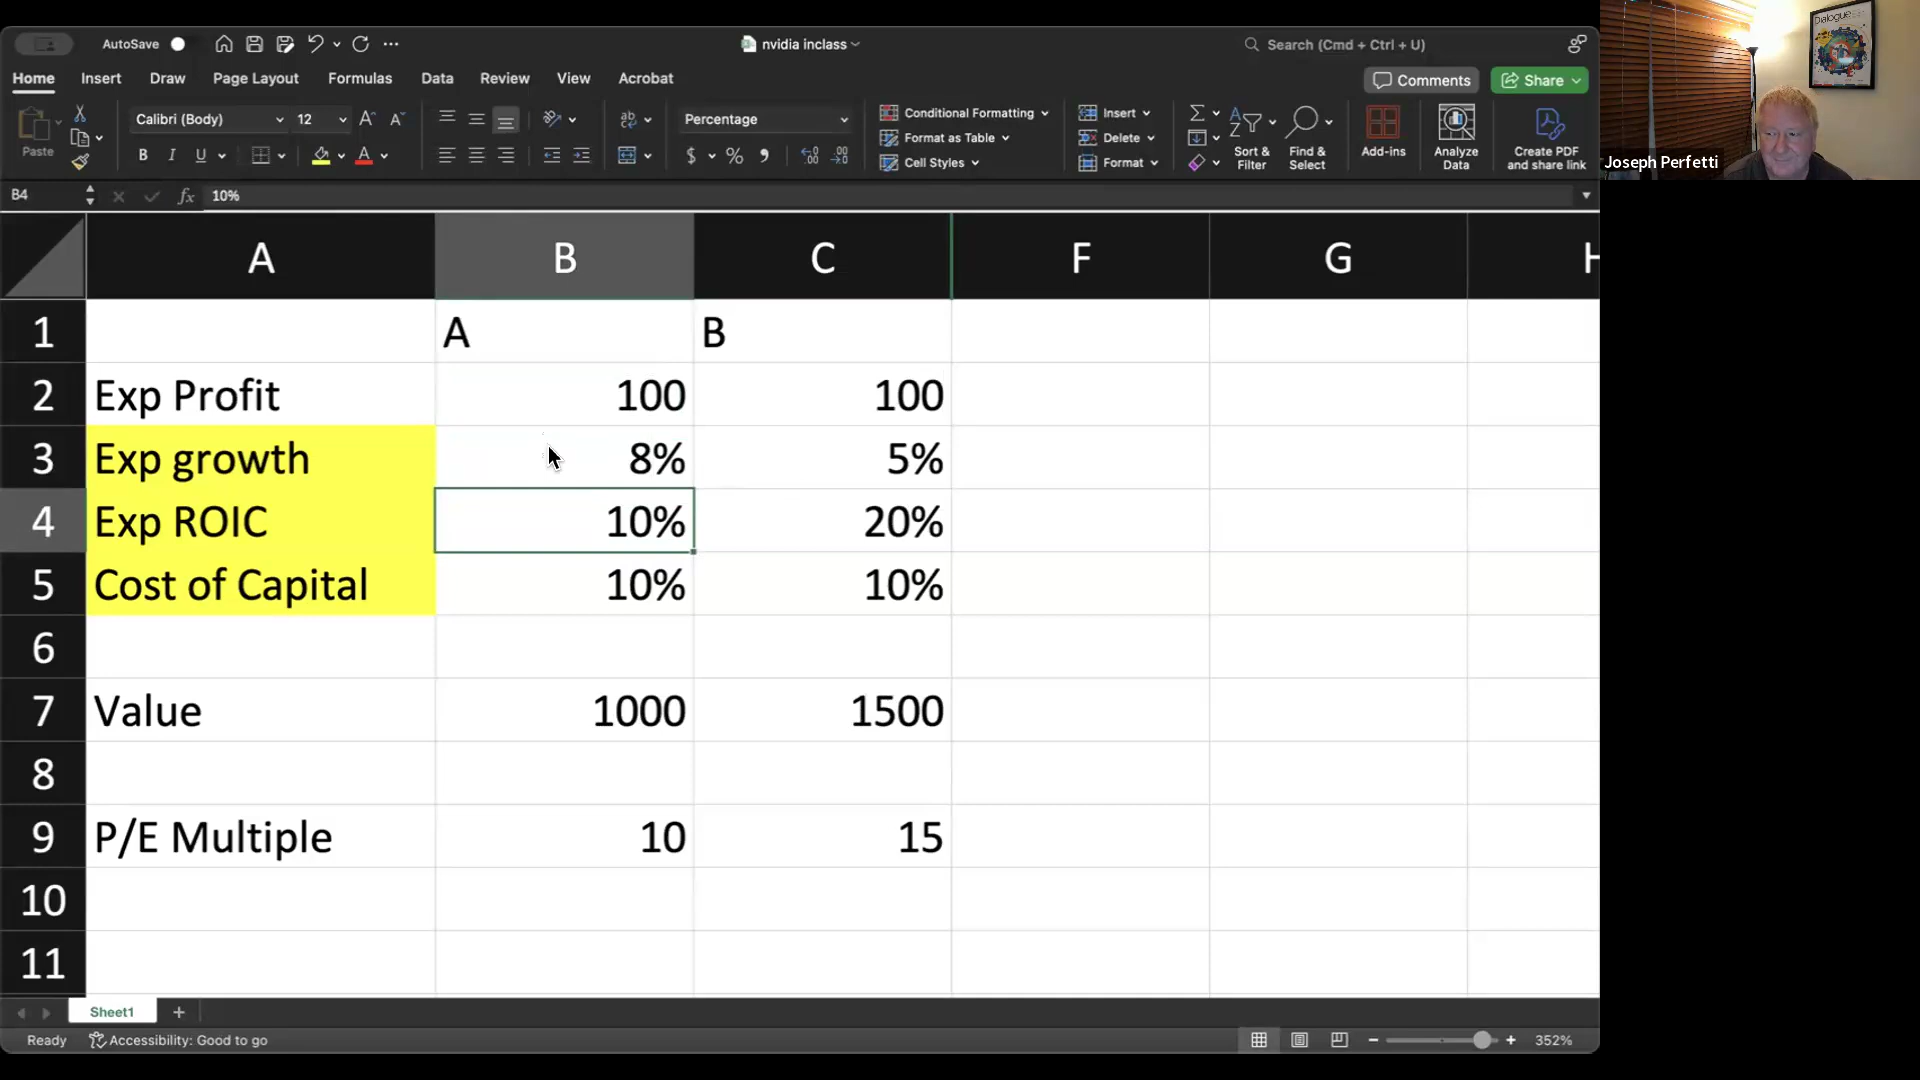 AutoSave
nvidia inclass
Search (Cmd + Ctrl + U)
Home Insert Draw Page Layout Formulas Data Review View Acrobat
Comments Share
Paste
Calibri (Body) 12
B I U
Percentage
$ % 9
Conditional Formatting
Format as Table
Cell Styles
Insert
Delete
Format
Sort & Filter
Find & Select
Add-ins
Analyze Data
Create PDF and share link
B4 fx 10%
A B C F G H
1 A B
2 Exp Profit 100 100
3 Exp growth 8% 5%
4 Exp ROIC 10% 20%
5 Cost of Capital 10% 10%
6
7 Value 1000 1500
8
9 P/E Multiple 10 15
10
11
Sheet1
Ready Accessibility: Good to go 352%
Dialogue
Joseph Perfetti